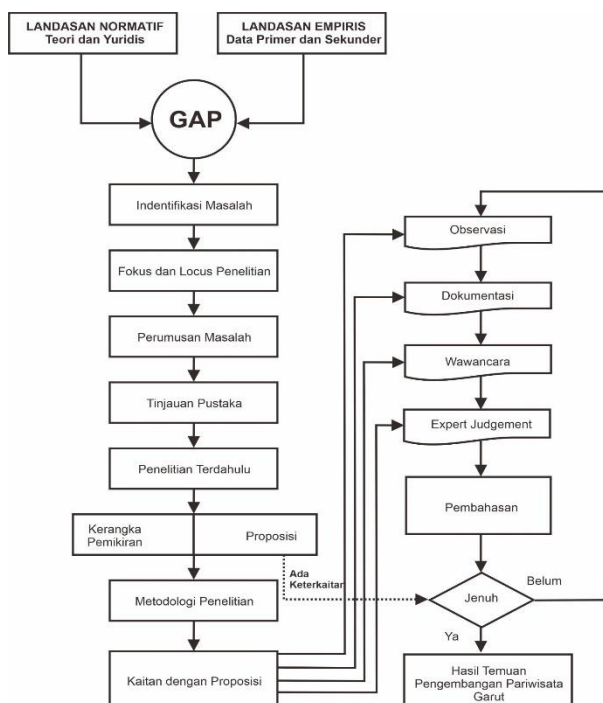 LANDASAN NORMATIF
Teori dan Yuridis
LANDASAN EMPIRIS
Data Primer dan Sekunder
GAP
Indentifikasi Masalah
Fokus dan Locus Penelitian
Perumusan Masalah
Tinjauan Pustaka
Penelitian Terdahulu
Kerangka
Pemikiran
Proposisi
Metodologi Penelitian
Kaitan dengan Proposisi
Ada
Keterkaitan
Observasi
Dokumentasi
Wawancara
Expert Judgement
Pembahasan
Jenuh
Belum
Ya
Hasil Temuan
Pengembangan Pariwisata
Garut